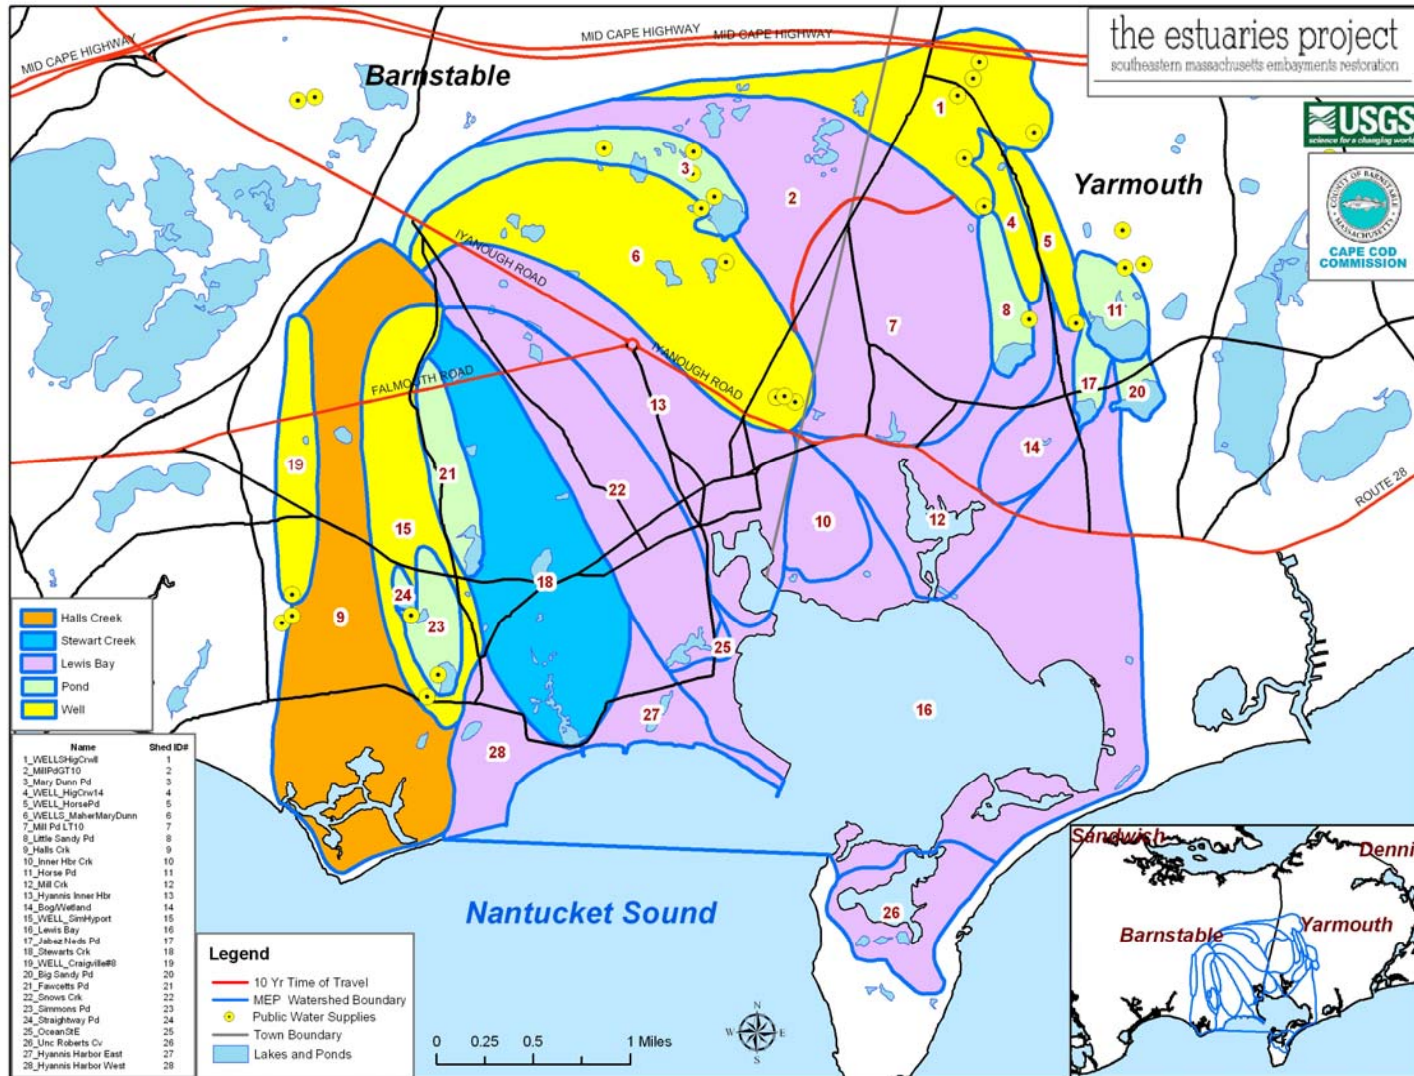 the estuaries project
southeastern massachusetts embayments restoration
USGS
science for a changing world
COUNTY OF BARNSTABLE
MASSACHUSETTS
CAPE COD
COMMISSION
MID CAPE HIGHWAY
MID CAPE HIGHWAY
MID CAPE HIGHWAY
Barnstable
Yarmouth
IYANOUGH ROAD
IYANOUGH ROAD
FALMOUTH ROAD
ROUTE 28
1
2
3
4
5
6
7
8
9
9
10
11
12
13
14
15
16
17
18
19
20
21
22
23
24
25
26
27
28
Nantucket Sound
Halls Creek
Stewart Creek
Lewis Bay
Pond
Well
Name Shed ID#
1_WELLSHigCrwll 1
2_MillPdGT10 2
3_Mary Dunn Pd 3
4_WELL_HigCrw14 4
5_WELL_HorsePd 5
6_WELLS_MaherMaryDunn 6
7_Mill Pd LT10 7
8_Little Sandy Pd 8
9_Halls Crk 9
10_Inner Hbr Crk 10
11_Horse Pd 11
12_Mill Crk 12
13_Hyannis Inner Hbr 13
14_Bog/Wetland 14
15_WELL_SimHyport 15
16_Lewis Bay 16
17_Jabez Neds Pd 17
18_Stewarts Crk 18
19_WELL_Craigville#8 19
20_Big Sandy Pd 20
21_Fawcetts Pd 21
22_Snows Crk 22
23_Simmons Pd 23
24_Straightway Pd 24
25_OceanStE 25
26_Unc Roberts Cv 26
27_Hyannis Harbor East 27
28_Hyannis Harbor West 28
Legend
10 Yr Time of Travel
MEP Watershed Boundary
Public Water Supplies
Town Boundary
Lakes and Ponds
N
W E
S
0 0.25 0.5 1 Miles
Sandwich
Denni
Barnstable
Yarmouth